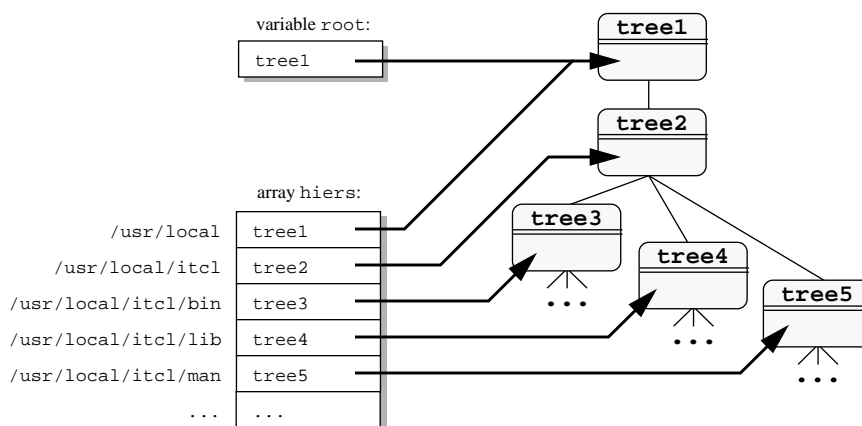 variable root:
tree1
tree1
tree2
array hiers:
/usr/local tree1
/usr/local/itcl tree2
/usr/local/itcl/bin tree3
/usr/local/itcl/lib tree4
/usr/local/itcl/man tree5
... ...
tree3
...
tree4
...
tree5
...